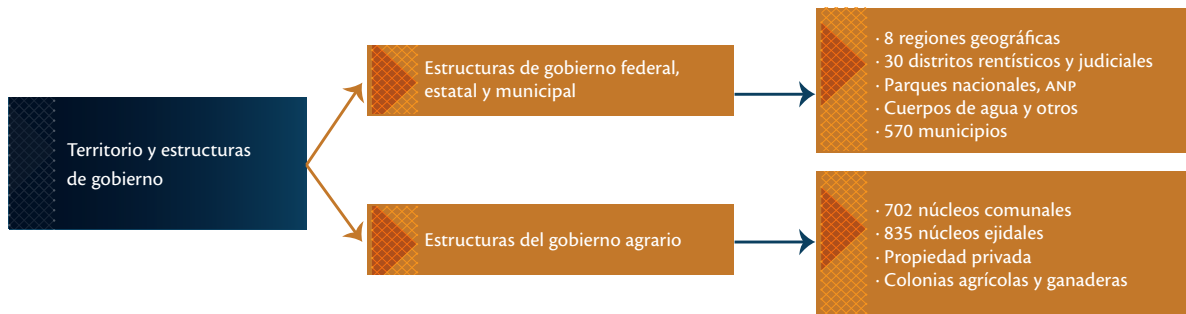 Territorio y estructuras
de gobierno
Estructuras de gobierno federal,
estatal y municipal
· 8 regiones geográficas
· 30 distritos rentísticos y judiciales
· Parques nacionales, ANP
· Cuerpos de agua y otros
· 570 municipios
Estructuras del gobierno agrario
· 702 núcleos comunales
· 835 núcleos ejidales
· Propiedad privada
· Colonias agrícolas y ganaderas